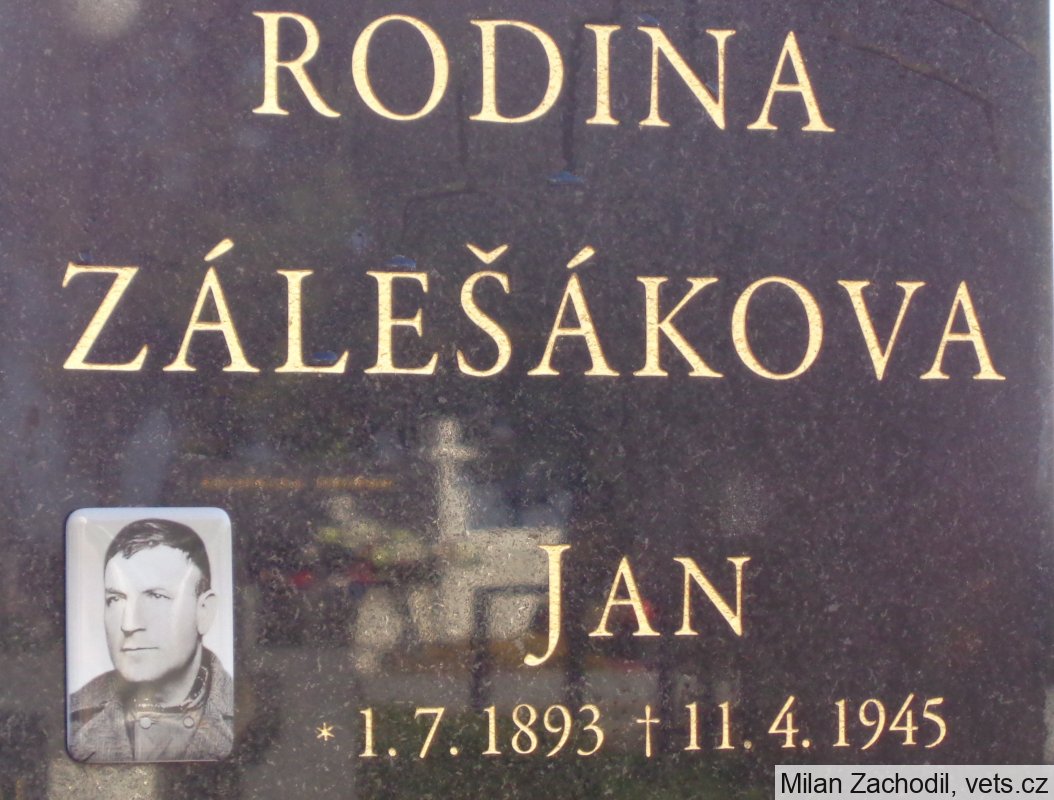 RODINA
ZÁLEŠÁKOVA
JAN
* 1. 7. 1893 † 11. 4. 1945
Milan Zachodil, vets.cz